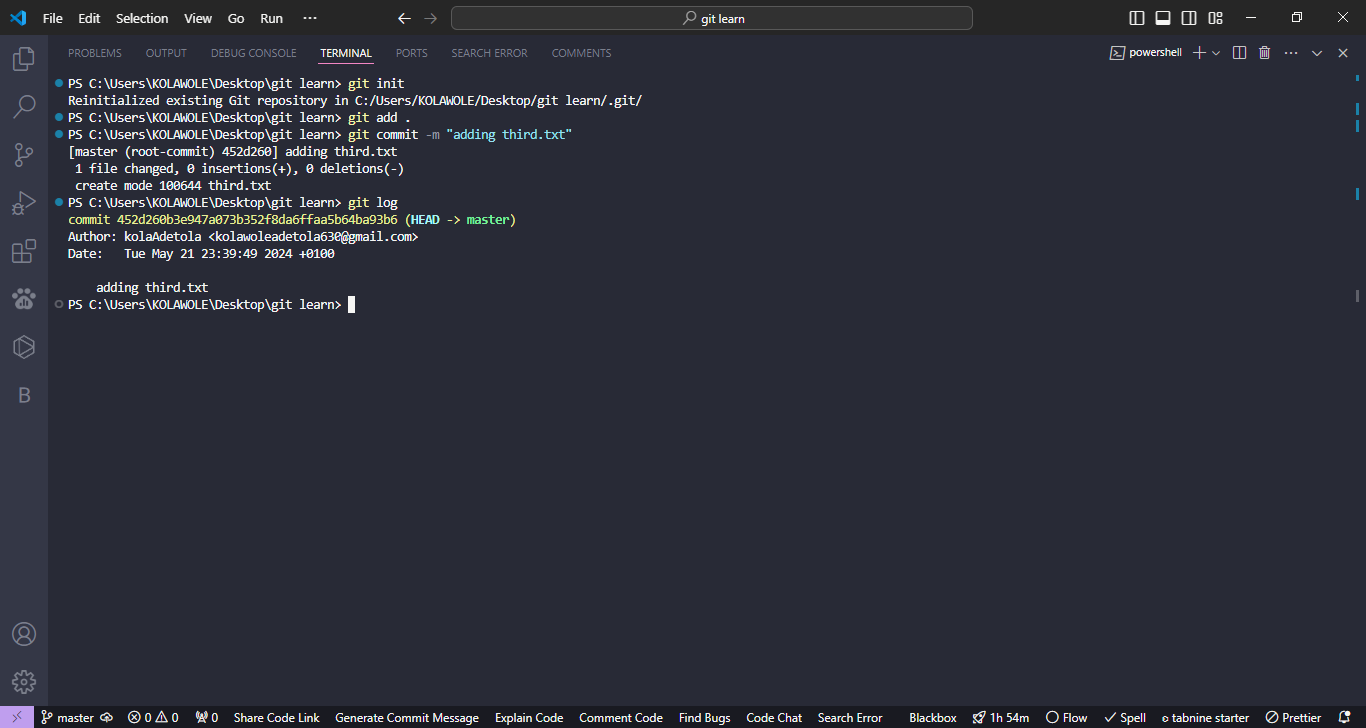 File Edit Selection View Go Run ···
git learn
PROBLEMS OUTPUT DEBUG CONSOLE TERMINAL PORTS SEARCH ERROR COMMENTS
powershell
PS C:\Users\KOLAWOLE\Desktop\git learn> git init
Reinitialized existing Git repository in C:/Users/KOLAWOLE/Desktop/git learn/.git/
PS C:\Users\KOLAWOLE\Desktop\git learn> git add .
PS C:\Users\KOLAWOLE\Desktop\git learn> git commit -m "adding third.txt"
[master (root-commit) 452d260] adding third.txt
 1 file changed, 0 insertions(+), 0 deletions(-)
 create mode 100644 third.txt
PS C:\Users\KOLAWOLE\Desktop\git learn> git log
commit 452d260b3e947a073b352f8da6ffaa5b64ba93b6 (HEAD -> master)
Author: kolaAdetola <kolawoleadetola630@gmail.com>
Date:   Tue May 21 23:39:49 2024 +0100
    adding third.txt
PS C:\Users\KOLAWOLE\Desktop\git learn>
B
master 0 0 0 Share Code Link Generate Commit Message Explain Code Comment Code Find Bugs Code Chat Search Error Blackbox 1h 54m Flow Spell tabnine starter Prettier